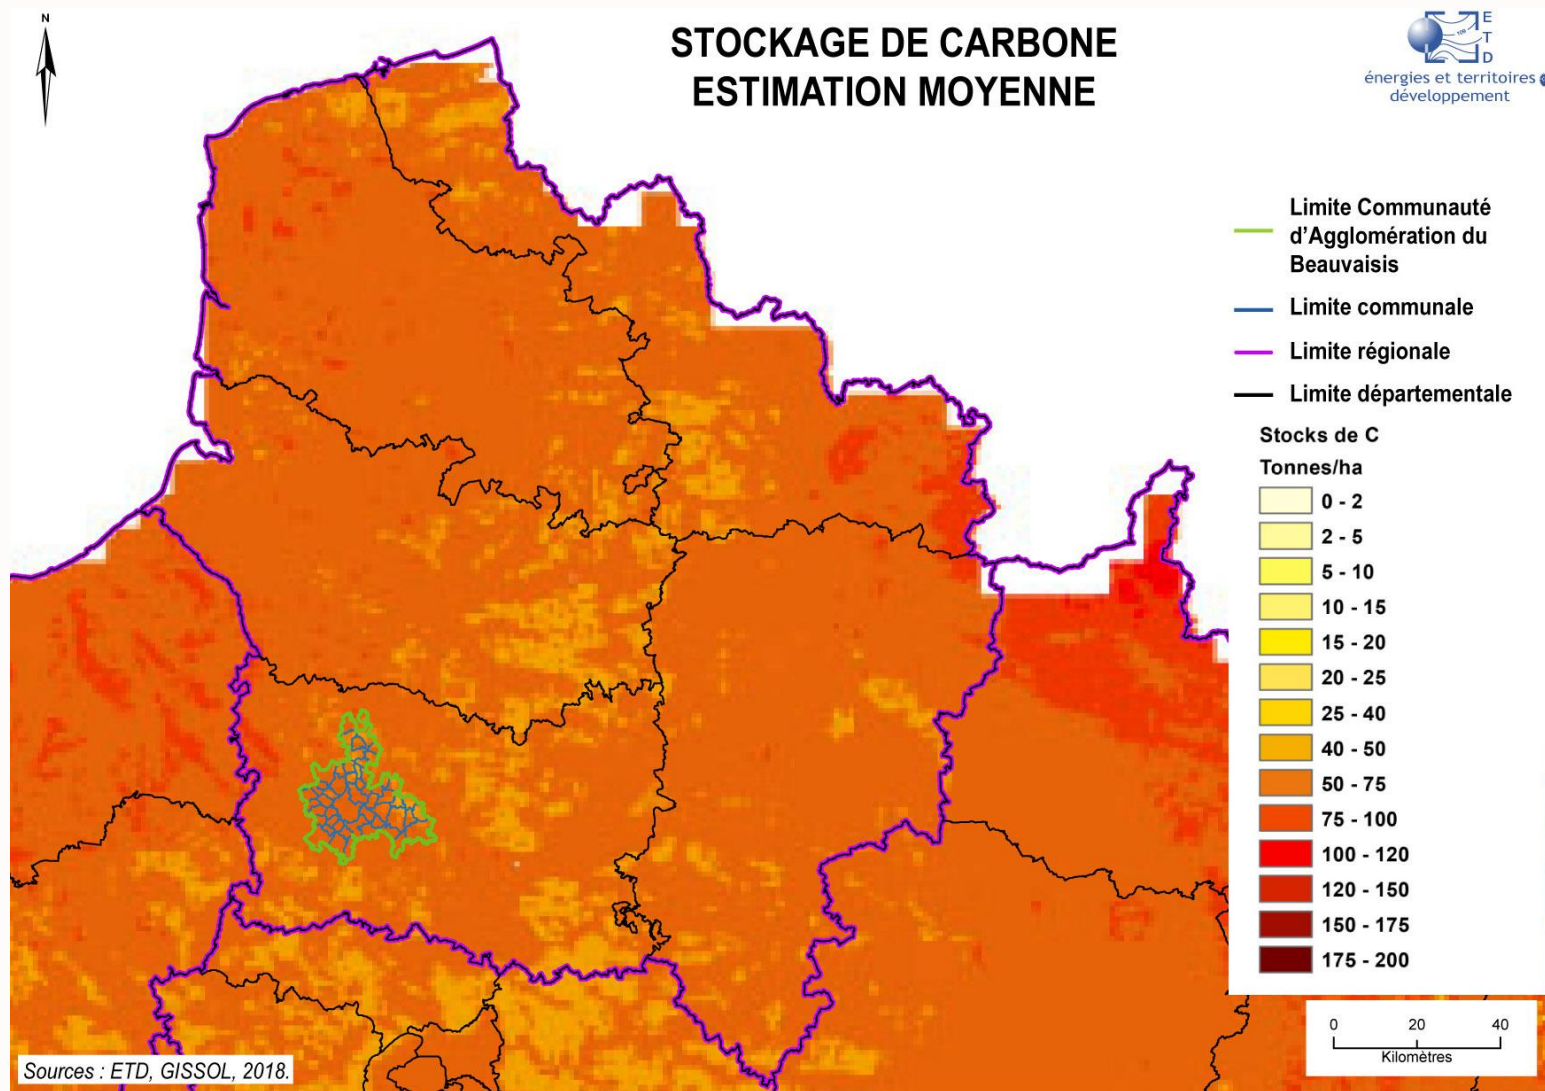 N
STOCKAGE DE CARBONE
ESTIMATION MOYENNE
E
T
D
énergies et territoires
développement
Limite Communauté
d'Agglomération du
Beauvaisis
Limite communale
Limite régionale
Limite départementale
Stocks de C
Tonnes/ha
0 - 2
2 - 5
5 - 10
10 - 15
15 - 20
20 - 25
25 - 40
40 - 50
50 - 75
75 - 100
100 - 120
120 - 150
150 - 175
175 - 200
0 20 40
Kilomètres
Sources : ETD, GISSOL, 2018.